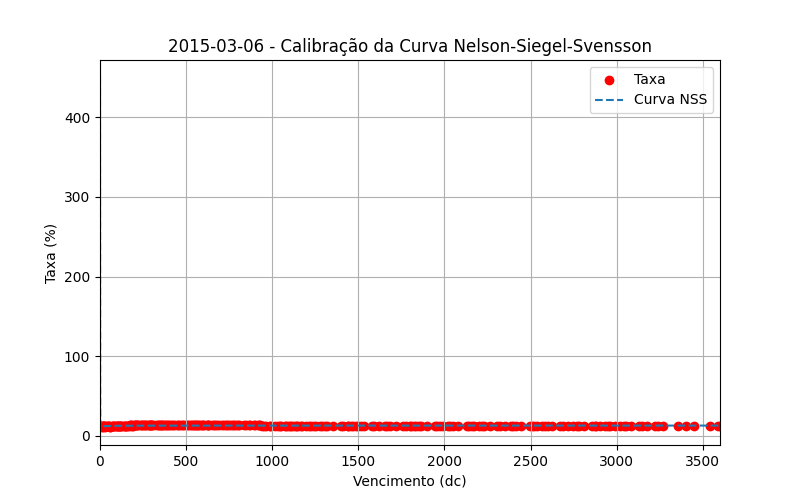 2015-03-06 - Calibração da Curva Nelson-Siegel-Svensson
Taxa
Curva NSS
400
300
200
100
0
Taxa (%)
0 500 1000 1500 2000 2500 3000 3500
Vencimento (dc)